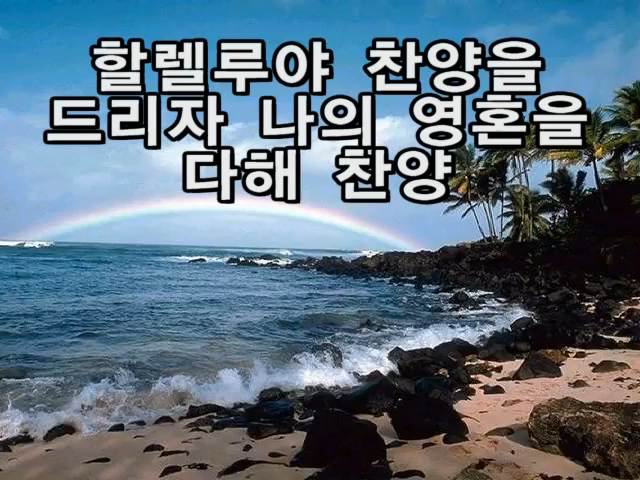 할렐루야 찬양을
드리자 나의 영혼을
다해 찬양